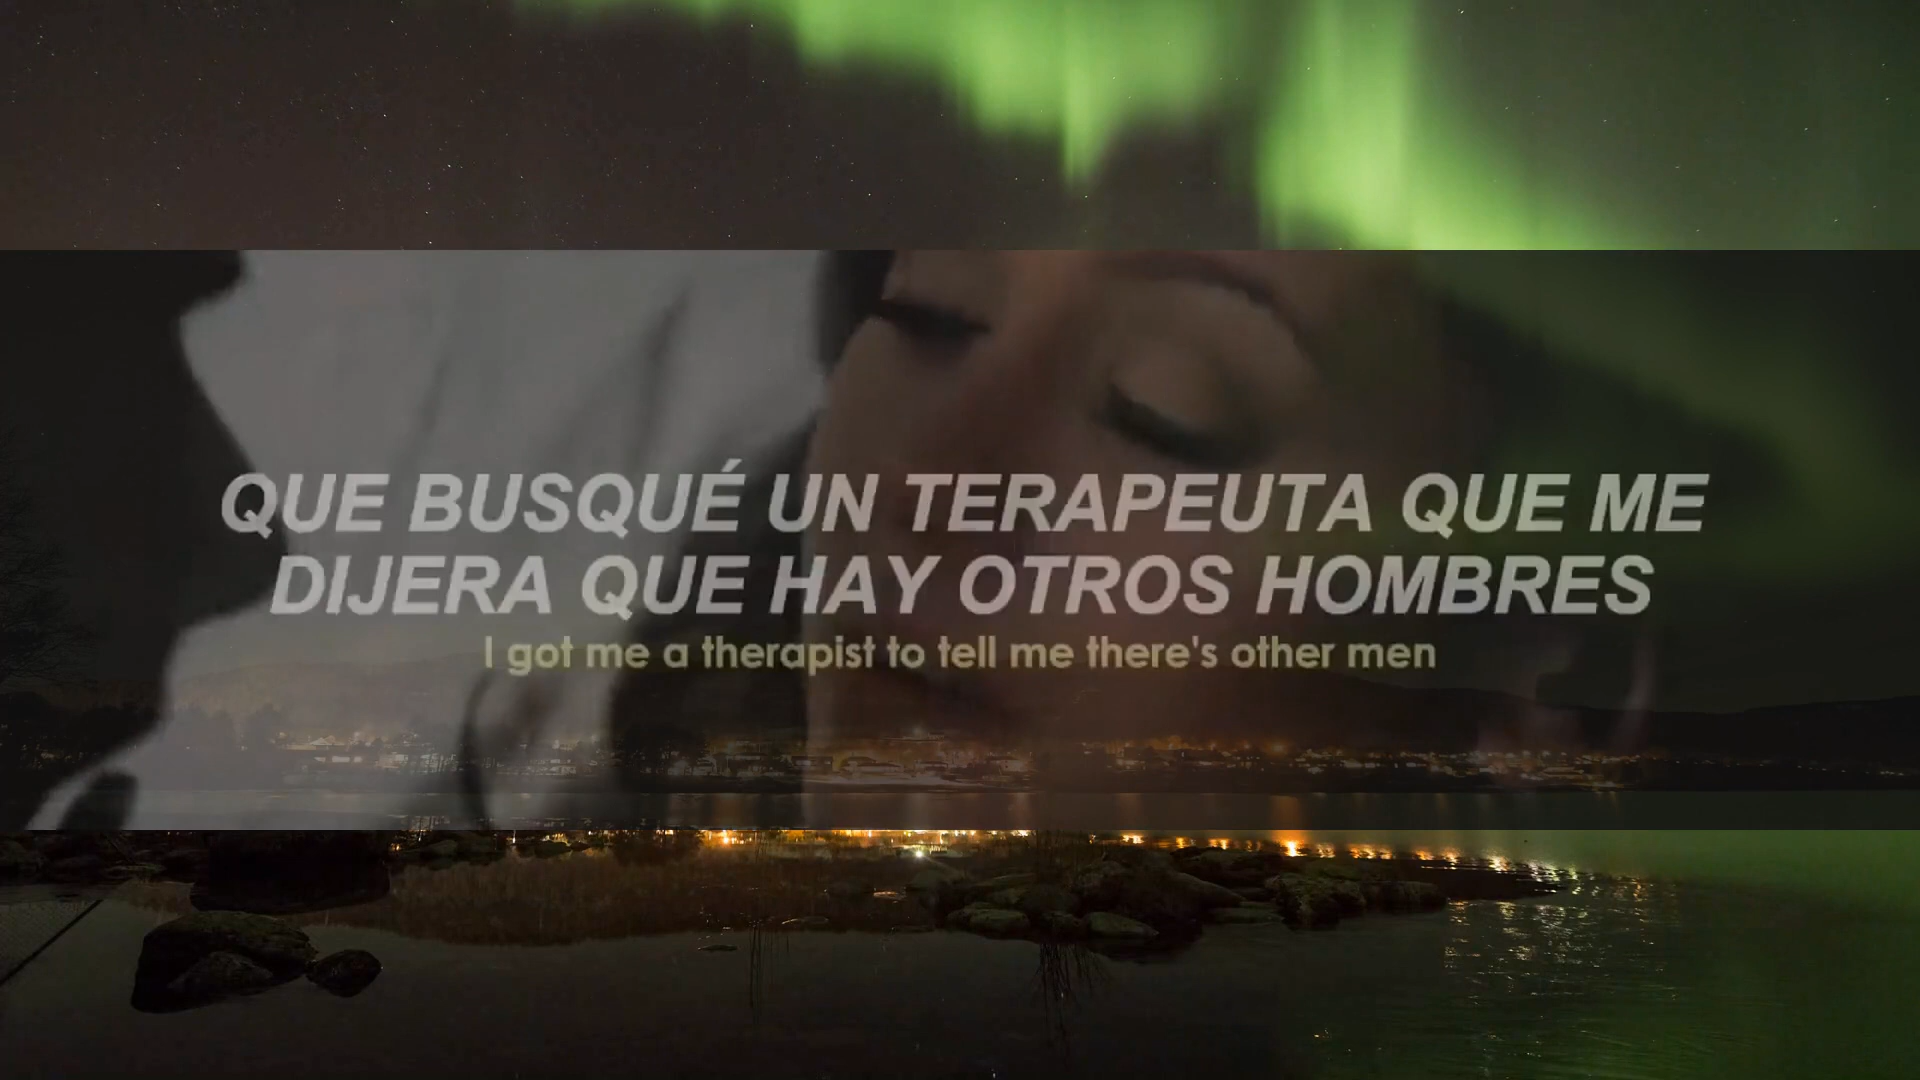 QUE BUSQUÉ UN TERAPEUTA QUE ME
DIJERA QUE HAY OTROS HOMBRES
I got me a therapist to tell me there's other men